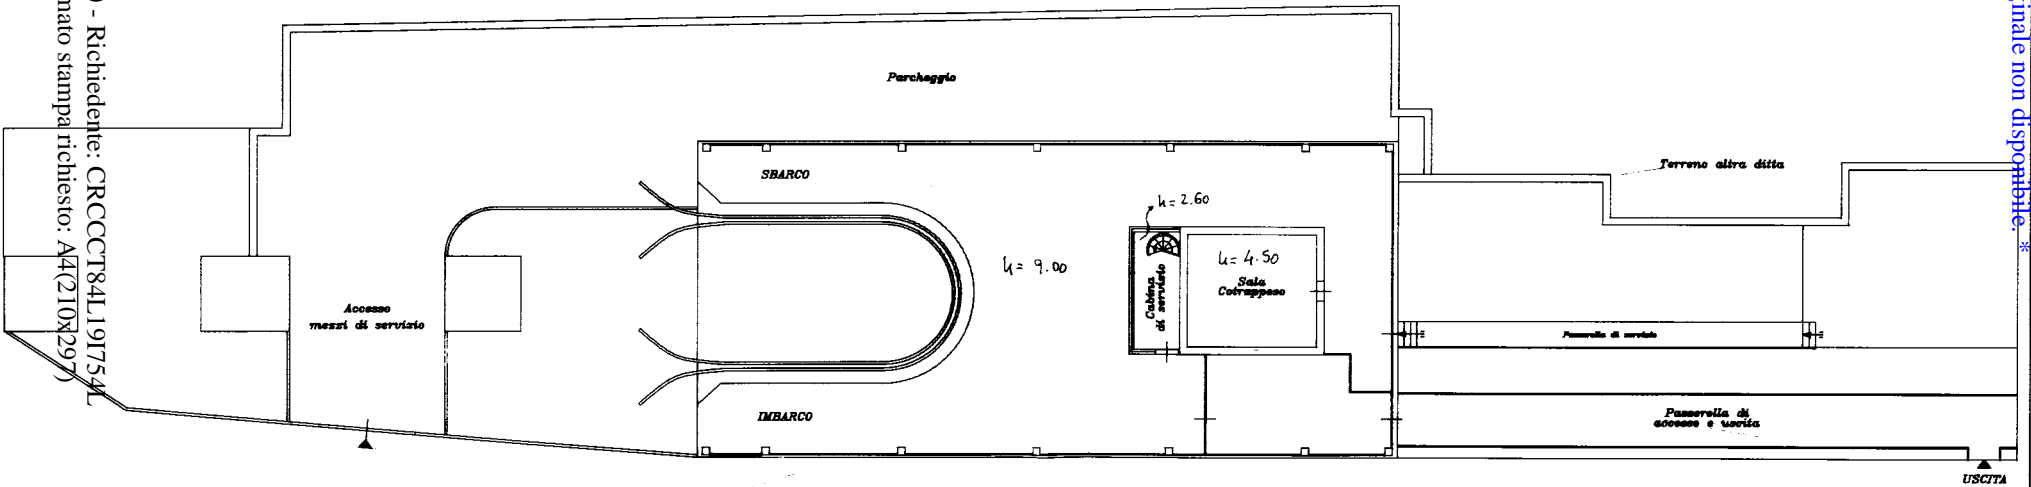 Parcheggio
SBARCO
Terreno altra ditta
h= 2.60
h= 9.00
h= 4.50
Sala
Cotrappeso
Cabina
di servizio
Accesso
mezzi di servizio
Passerella di servizio
IMBARCO
Passerella di
accesso e uscita
USCITA
) - Richiedente: CRCCCT84L19I754L
mato stampa richiesto: A4(210x297)
ginale non disponibile. *